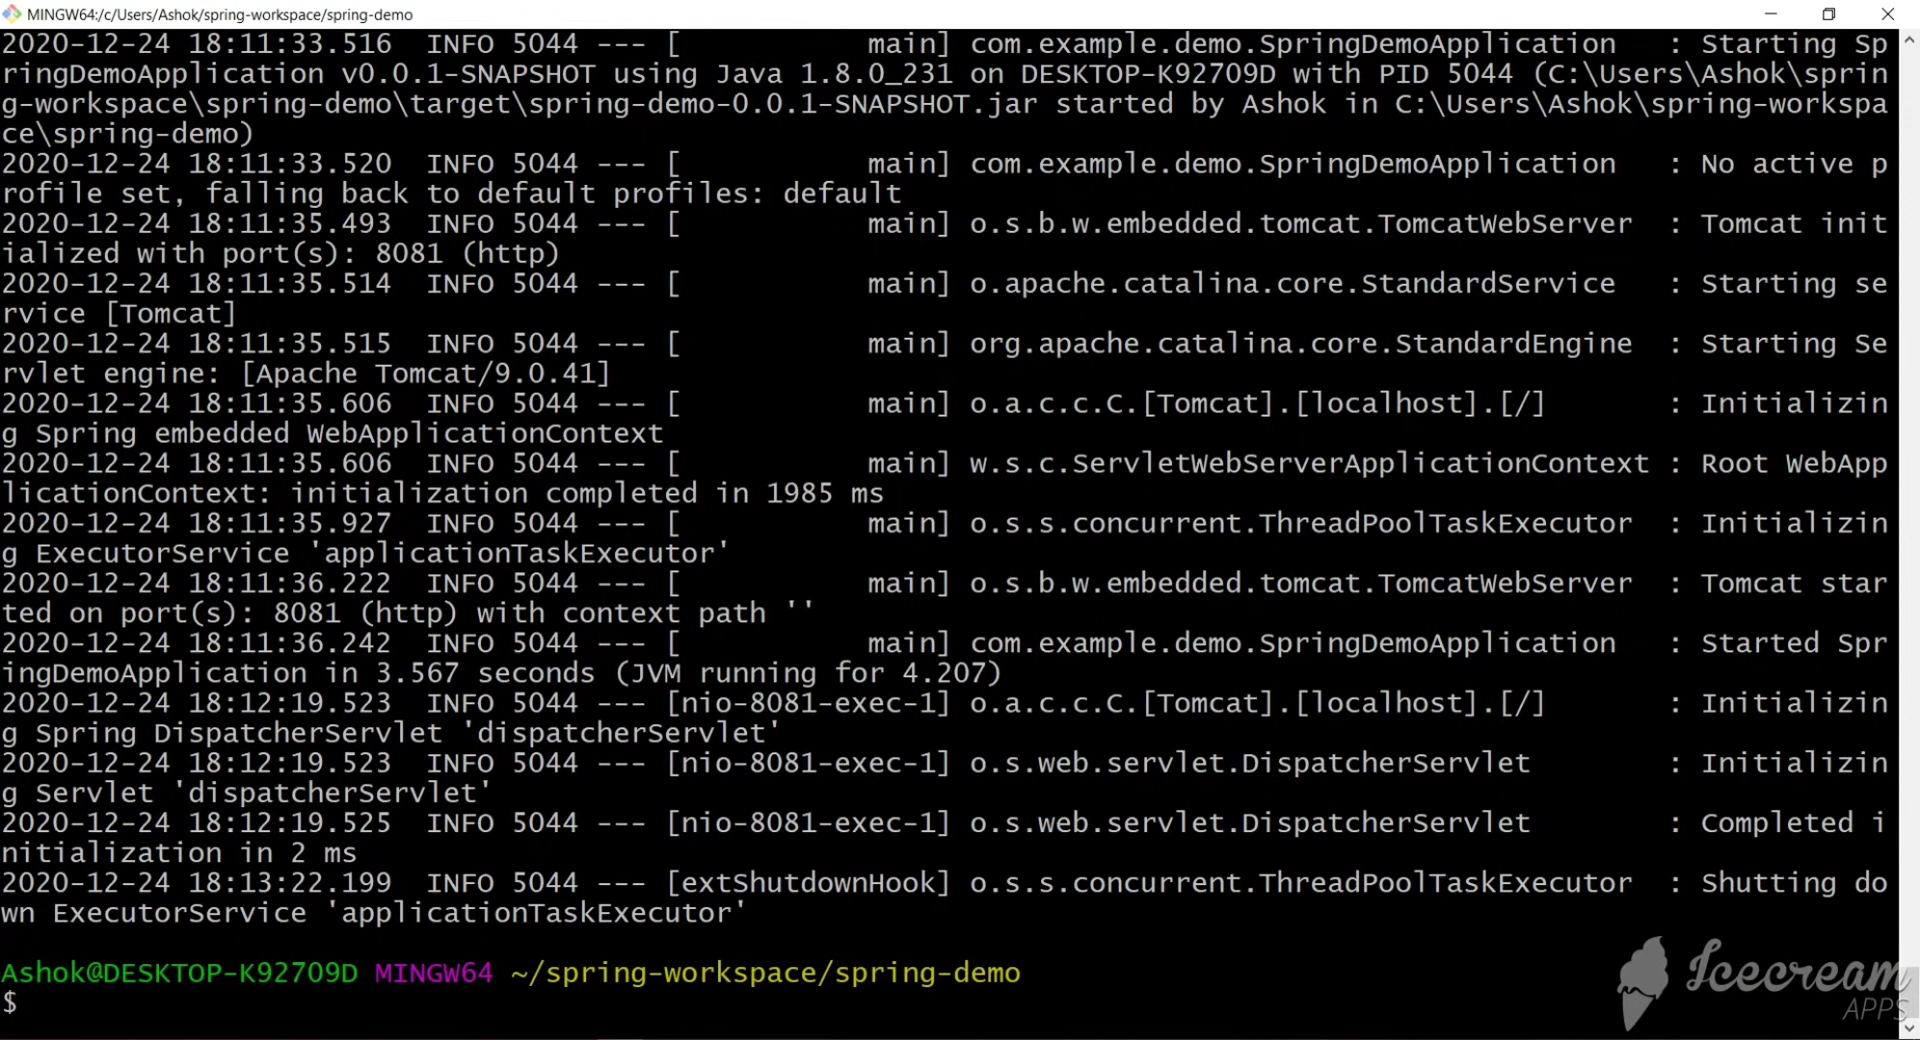 MINGW64:/c/Users/Ashok/spring-workspace/spring-demo
2020-12-24 18:11:33.516  INFO 5044 --- [           main] com.example.demo.SpringDemoApplication   : Starting Sp
ringDemoApplication v0.0.1-SNAPSHOT using Java 1.8.0_231 on DESKTOP-K92709D with PID 5044 (C:\Users\Ashok\sprin
g-workspace\spring-demo\target\spring-demo-0.0.1-SNAPSHOT.jar started by Ashok in C:\Users\Ashok\spring-workspa
ce\spring-demo)
2020-12-24 18:11:33.520  INFO 5044 --- [           main] com.example.demo.SpringDemoApplication   : No active p
rofile set, falling back to default profiles: default
2020-12-24 18:11:35.493  INFO 5044 --- [           main] o.s.b.w.embedded.tomcat.TomcatWebServer  : Tomcat init
ialized with port(s): 8081 (http)
2020-12-24 18:11:35.514  INFO 5044 --- [           main] o.apache.catalina.core.StandardService   : Starting se
rvice [Tomcat]
2020-12-24 18:11:35.515  INFO 5044 --- [           main] org.apache.catalina.core.StandardEngine  : Starting Se
rvlet engine: [Apache Tomcat/9.0.41]
2020-12-24 18:11:35.606  INFO 5044 --- [           main] o.a.c.c.C.[Tomcat].[localhost].[/]       : Initializin
g Spring embedded WebApplicationContext
2020-12-24 18:11:35.606  INFO 5044 --- [           main] w.s.c.ServletWebServerApplicationContext : Root WebApp
licationContext: initialization completed in 1985 ms
2020-12-24 18:11:35.927  INFO 5044 --- [           main] o.s.s.concurrent.ThreadPoolTaskExecutor  : Initializin
g ExecutorService 'applicationTaskExecutor'
2020-12-24 18:11:36.222  INFO 5044 --- [           main] o.s.b.w.embedded.tomcat.TomcatWebServer  : Tomcat star
ted on port(s): 8081 (http) with context path ''
2020-12-24 18:11:36.242  INFO 5044 --- [           main] com.example.demo.SpringDemoApplication   : Started Spr
ingDemoApplication in 3.567 seconds (JVM running for 4.207)
2020-12-24 18:12:19.523  INFO 5044 --- [nio-8081-exec-1] o.a.c.c.C.[Tomcat].[localhost].[/]       : Initializin
g Spring DispatcherServlet 'dispatcherServlet'
2020-12-24 18:12:19.523  INFO 5044 --- [nio-8081-exec-1] o.s.web.servlet.DispatcherServlet        : Initializin
g Servlet 'dispatcherServlet'
2020-12-24 18:12:19.525  INFO 5044 --- [nio-8081-exec-1] o.s.web.servlet.DispatcherServlet        : Completed i
nitialization in 2 ms
2020-12-24 18:13:22.199  INFO 5044 --- [extShutdownHook] o.s.s.concurrent.ThreadPoolTaskExecutor  : Shutting do
wn ExecutorService 'applicationTaskExecutor'
Ashok@DESKTOP-K92709D MINGW64 ~/spring-workspace/spring-demo
$
Icecream
APPS